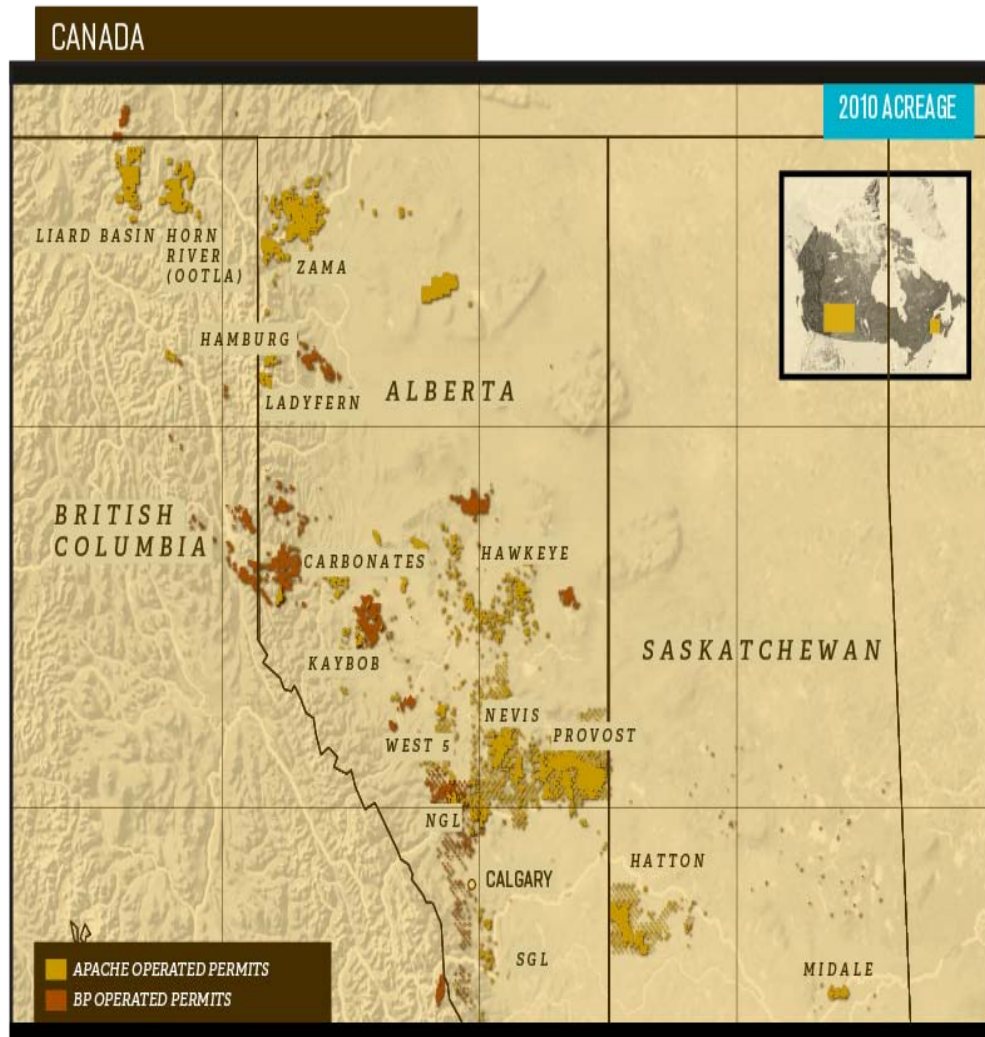 CANADA
2010 ACREAGE
LIARD BASIN
HORN
RIVER
(OOTLA)
ZAMA
HAMBURG
LADYFERN
ALBERTA
BRITISH
COLUMBIA
CARBONATES
HAWKEYE
KAYBOB
SASKATCHEWAN
NEVIS
PROVOST
WEST 5
NGL
HATTON
CALGARY
SGL
MIDALE
APACHE OPERATED PERMITS
BP OPERATED PERMITS